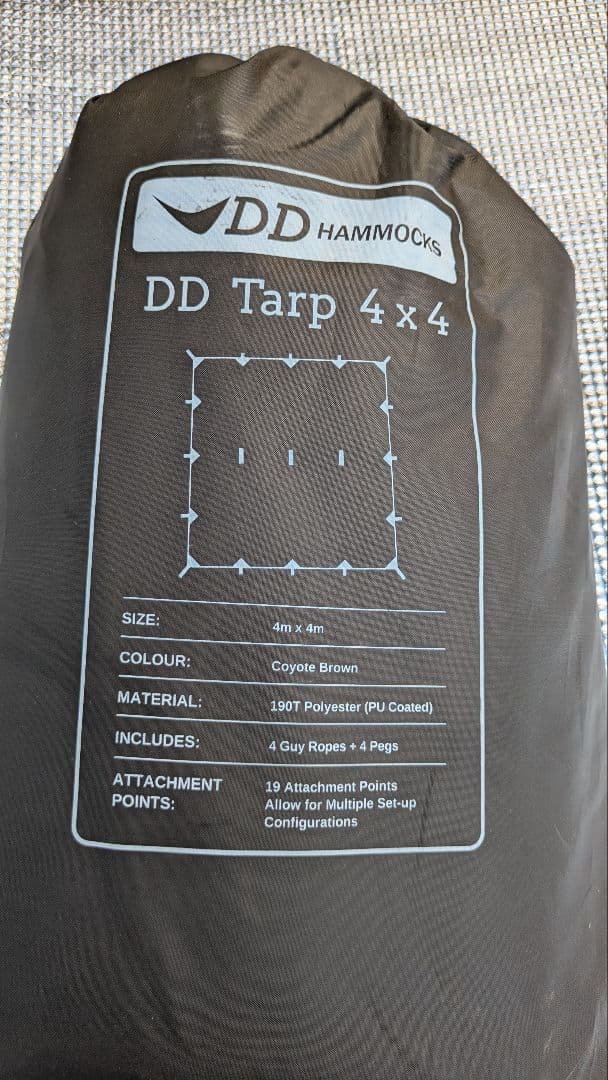 DD HAMMOCKS
DD Tarp 4 x 4
SIZE: 4m x 4m
COLOUR: Coyote Brown
MATERIAL: 190T Polyester (PU Coated)
INCLUDES: 4 Guy Ropes + 4 Pegs
ATTACHMENT POINTS: 19 Attachment Points
Allow for Multiple Set-up
Configurations